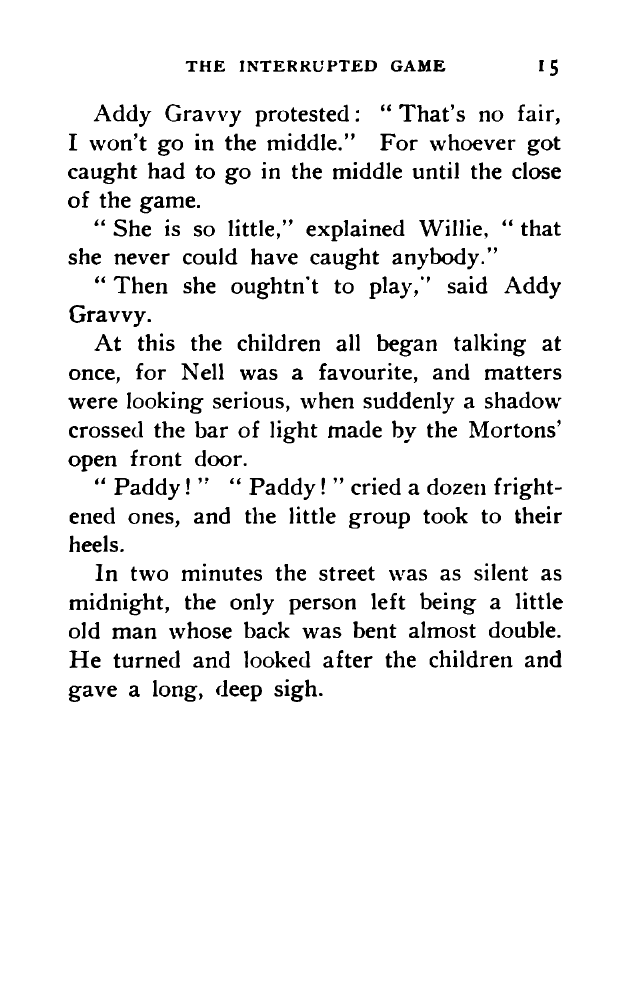 THE INTERRUPTED GAME 15
Addy Gravvy protested: “ That's no fair,
I won't go in the middle.” For whoever got
caught had to go in the middle until the close
of the game.
“ She is so little,” explained Willie, “ that
she never could have caught anybody.”
“ Then she oughtn't to play,” said Addy
Gravvy.
At this the children all began talking at
once, for Nell was a favourite, and matters
were looking serious, when suddenly a shadow
crossed the bar of light made by the Mortons'
open front door.
“ Paddy! ” “ Paddy! ” cried a dozen fright-
ened ones, and the little group took to their
heels.
In two minutes the street was as silent as
midnight, the only person left being a little
old man whose back was bent almost double.
He turned and looked after the children and
gave a long, deep sigh.